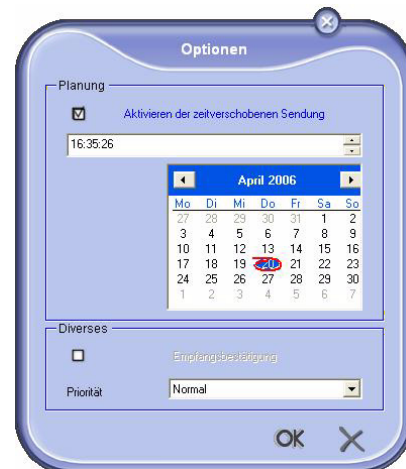 Optionen
Planung
Aktivieren der zeitverschobenen Sendung
16:35:26
April 2006
Mo Di Mi Do Fr Sa So
27 28 29 30 31 1 2
3 4 5 6 7 8 9
10 11 12 13 14 15 16
17 18 19 20 21 22 23
24 25 26 27 28 29 30
1 2 3 4 5 6 7
Diverses
Empfangsbestätigung
Priorität Normal
OK